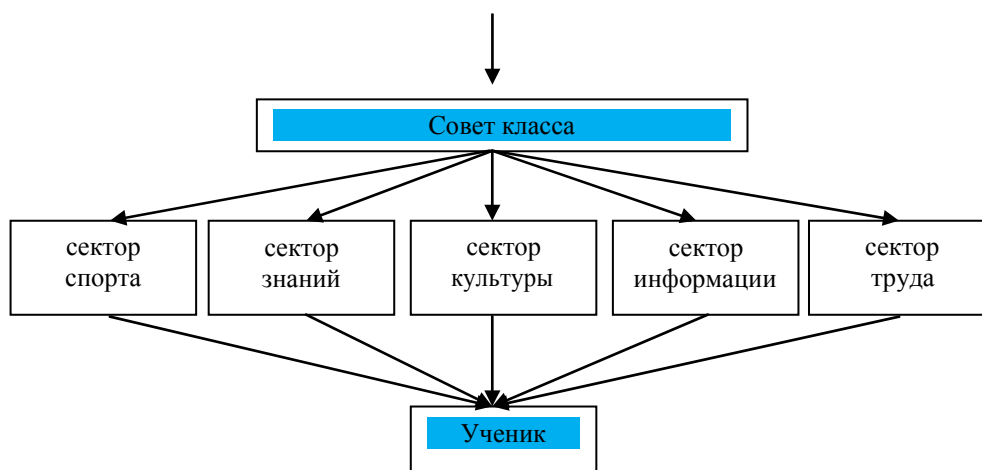 Совет класса
сектор
спорта
сектор
знаний
сектор
культуры
сектор
информации
сектор
труда
Ученик